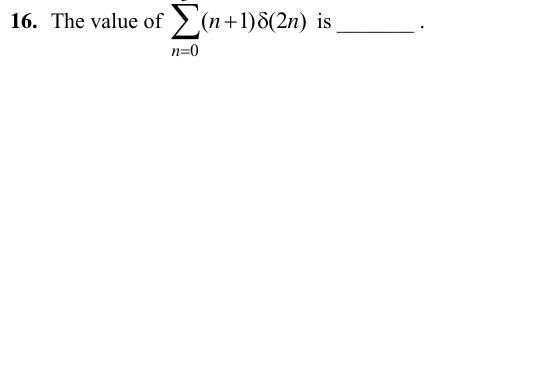 16. The value of ∑(n+1)δ(2n) is ________ .
n=0